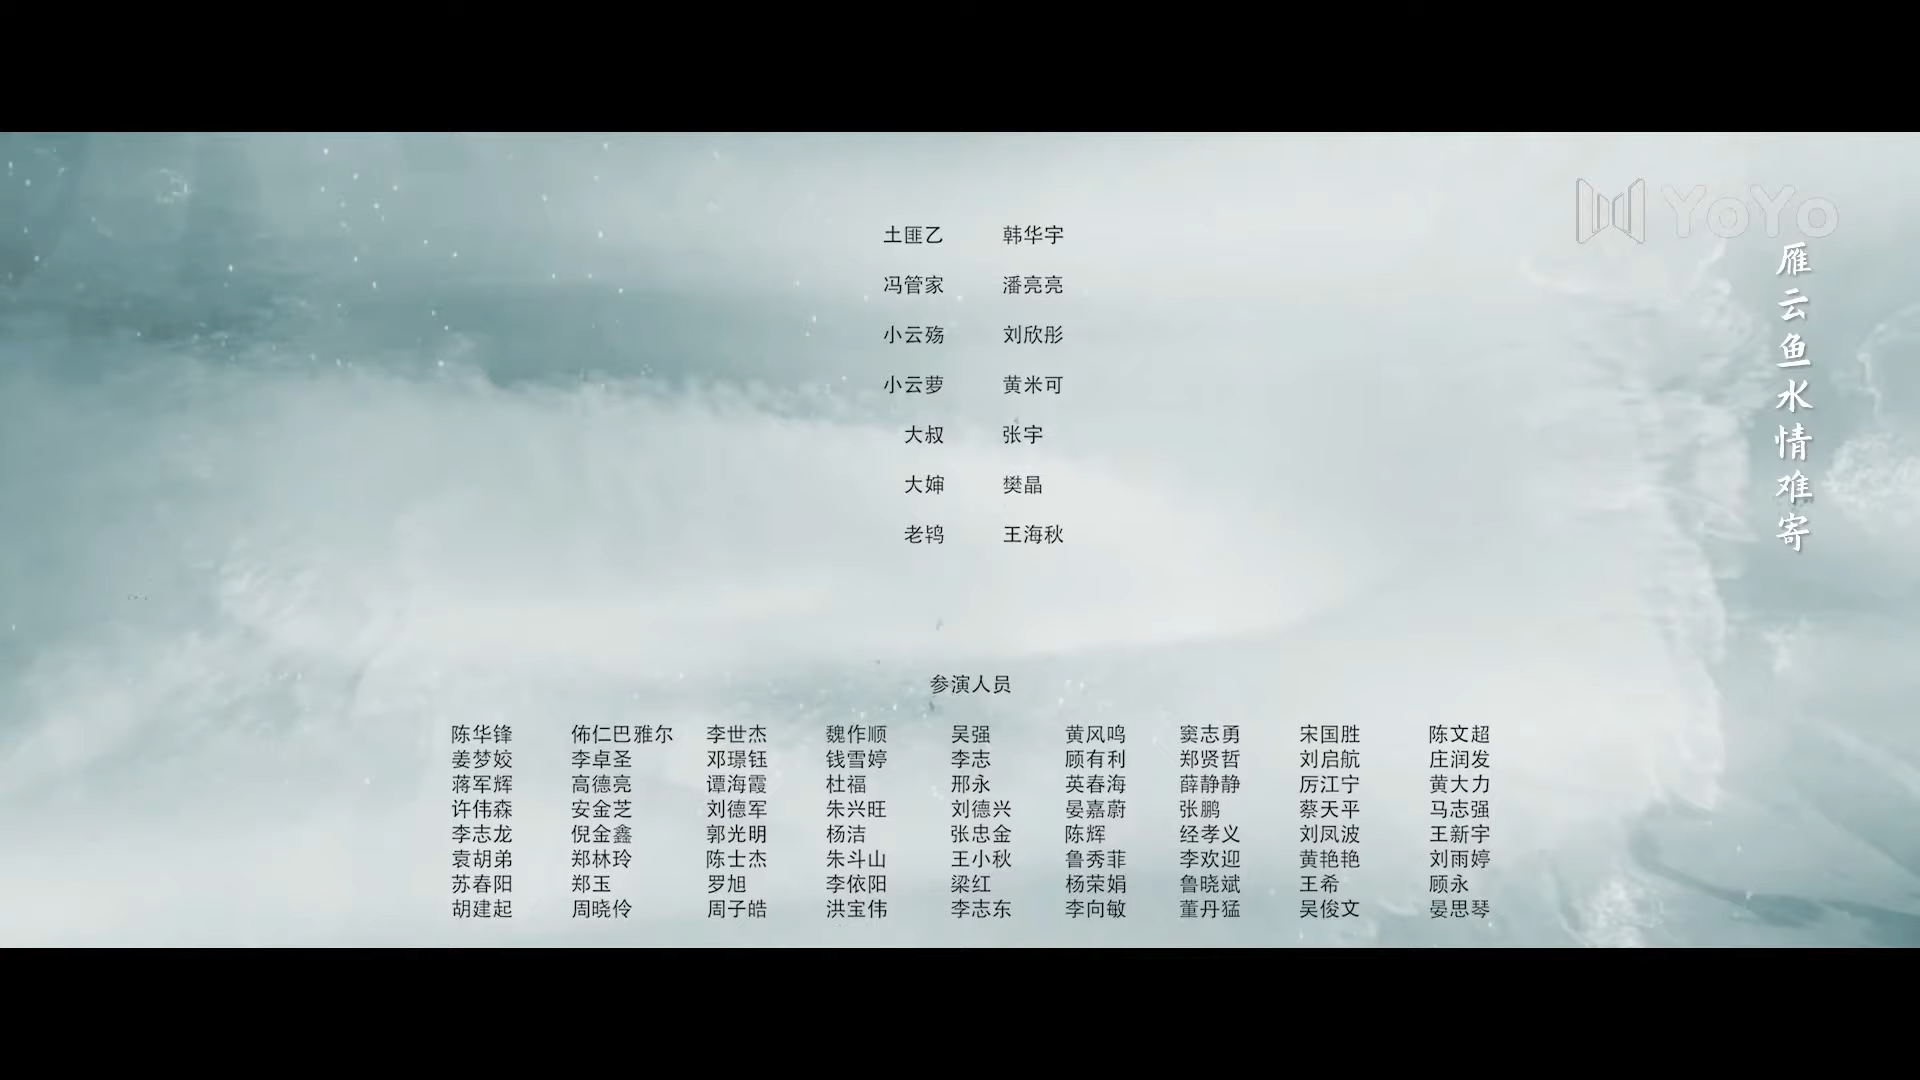 YoYo
雁云鱼水情难寄
土匪乙 韩华宇
冯管家 潘亮亮
小云殇 刘欣彤
小云萝 黄米可
大叔 张宇
大婶 樊晶
老鸨 王海秋
参演人员
陈华锋 佈仁巴雅尔 李世杰 魏作顺 吴强 黄风鸣 窦志勇 宋国胜 陈文超
姜梦姣 李卓圣 邓璟钰 钱雪婷 李志 顾有利 郑贤哲 刘启航 庄润发
蒋军辉 高德亮 谭海霞 杜福 邢永 英春海 薛静静 厉江宁 黄大力
许伟森 安金芝 刘德军 朱兴旺 刘德兴 晏嘉蔚 张鹏 蔡天平 马志强
李志龙 倪金鑫 郭光明 杨洁 张忠金 陈辉 经孝义 刘凤波 王新宇
袁胡弟 郑林玲 陈士杰 朱斗山 王小秋 鲁秀菲 李欢迎 黄艳艳 刘雨婷
苏春阳 郑玉 罗旭 李依阳 梁红 杨荣娟 鲁晓斌 王希 顾永
胡建起 周晓伶 周子皓 洪宝伟 李志东 李向敏 董丹猛 吴俊文 晏思琴